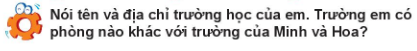 Nói tên và địa chỉ trường học của em. Trường em có
phòng nào khác với trường của Minh và Hoa?